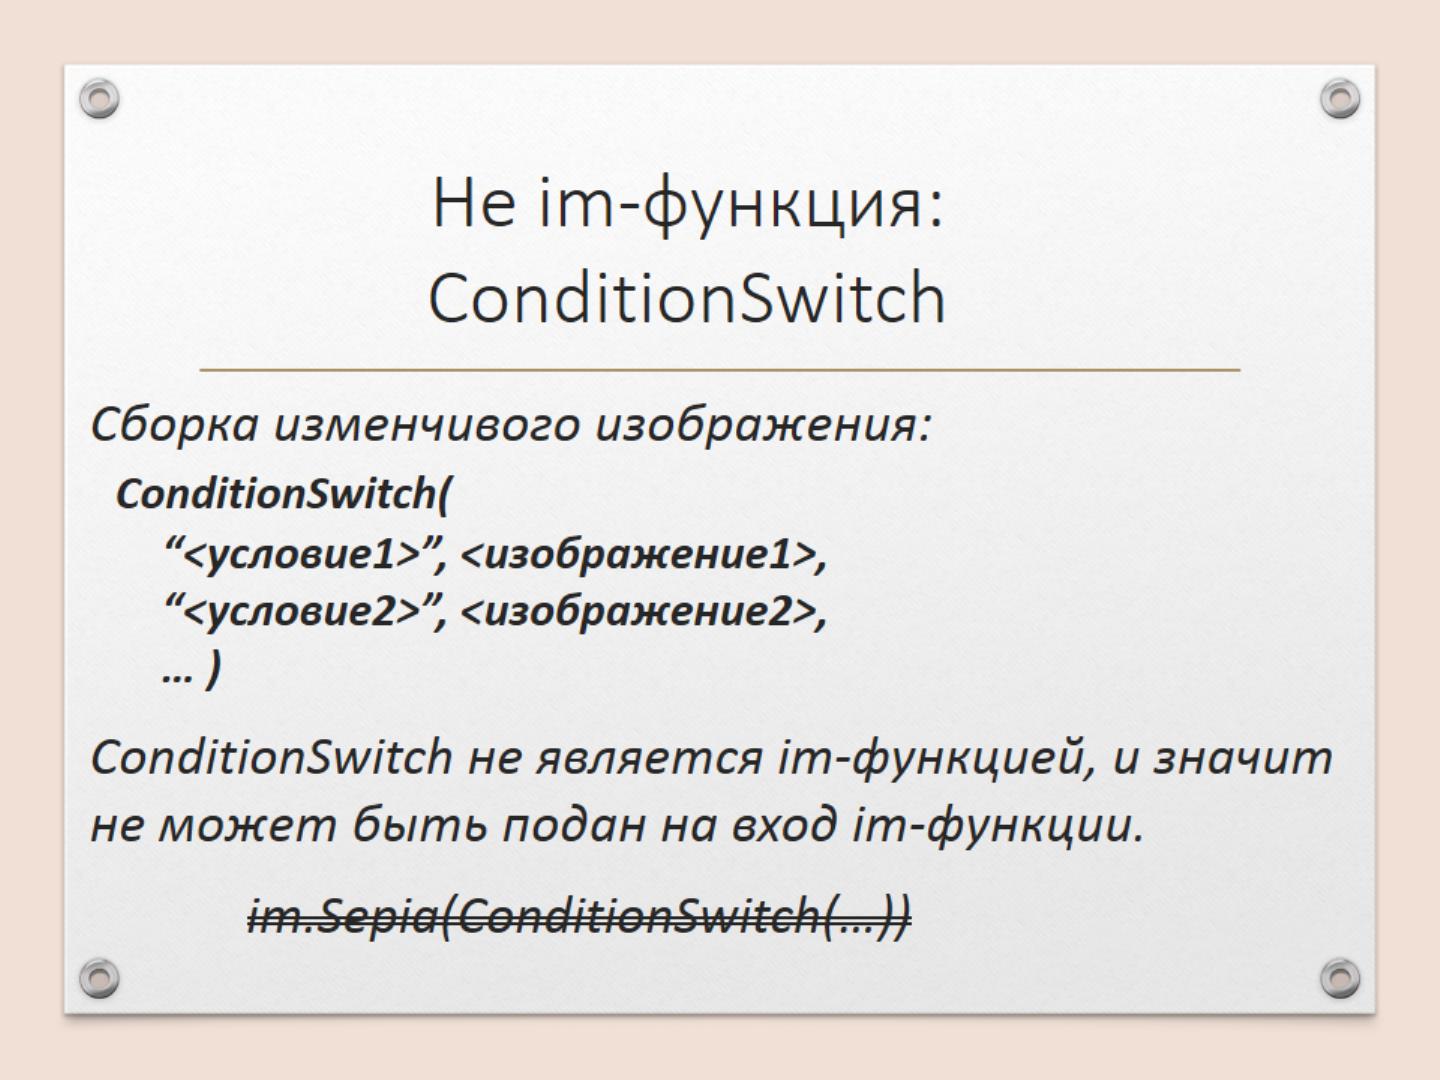 Не im-функция:
ConditionSwitch
Сборка изменчивого изображения:
ConditionSwitch(
“<условие1>”, <изображение1>,
“<условие2>”, <изображение2>,
… )
ConditionSwitch не является im-функцией, и значит
не может быть подан на вход im-функции.
im.Sepia(ConditionSwitch(…))